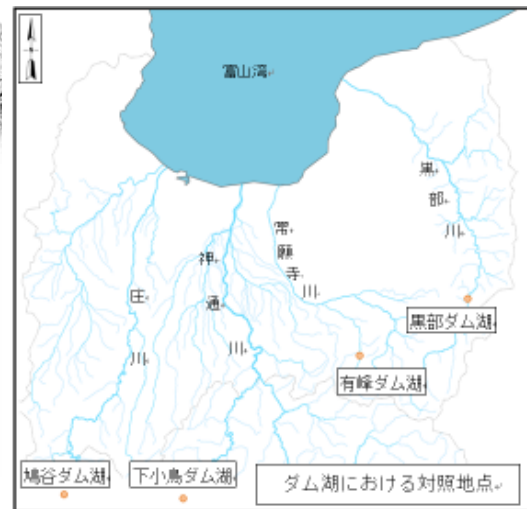 富山湾
黒部川
常願寺川
神通川
庄川
黒部ダム湖
有峰ダム湖
鳩谷ダム湖
下小鳥ダム湖
ダム湖における対照地点